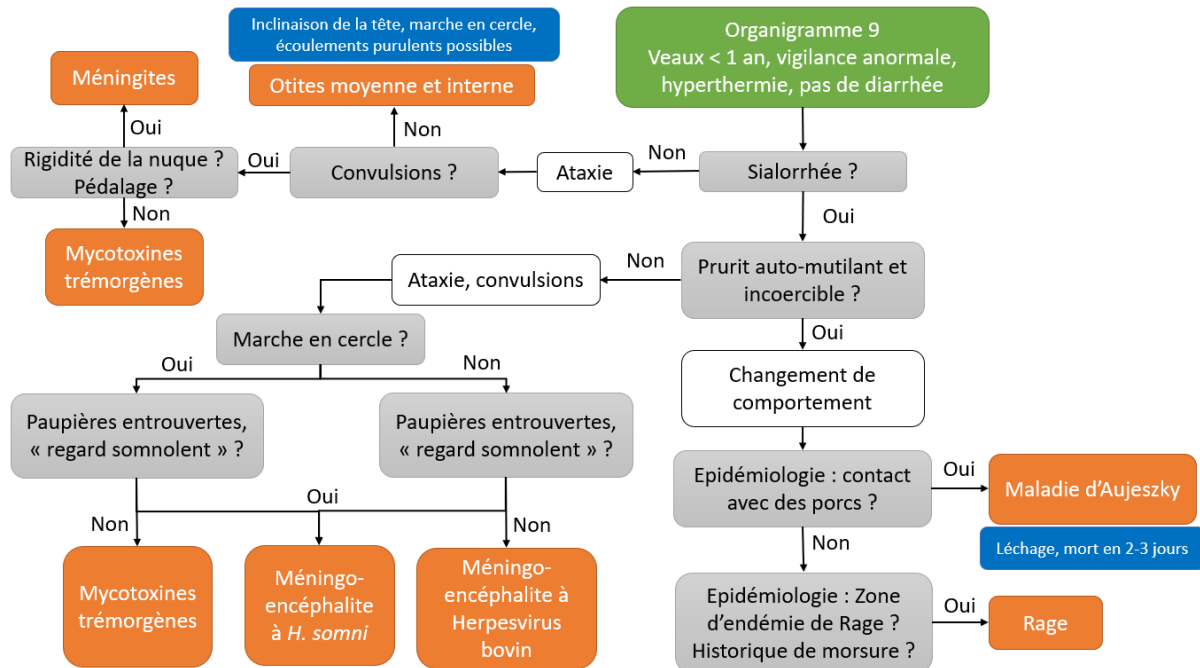 Organigramme 9
Veaux < 1 an, vigilance anormale,
hyperthermie, pas de diarrhée
Inclinaison de la tête, marche en cercle,
écoulements purulents possibles
Méningites
Otites moyenne et interne
Oui
Non
Rigidité de la nuque ?
Pédalage ?
Oui
Convulsions ?
Ataxie
Non
Sialorrhée ?
Non
Oui
Mycotoxines
trémorgènes
Ataxie, convulsions
Non
Prurit auto-mutilant et
incoercible ?
Marche en cercle ?
Oui
Oui
Non
Changement de
comportement
Paupières entrouvertes,
« regard somnolent » ?
Paupières entrouvertes,
« regard somnolent » ?
Epidémiologie : contact
avec des porcs ?
Oui
Maladie d'Aujeszky
Léchage, mort en 2-3 jours
Non
Oui
Non
Non
Mycotoxines
trémorgènes
Méningo-
encéphalite
à H. somni
Méningo-
encéphalite à
Herpesvirus
bovin
Epidémiologie : Zone
d'endémie de Rage ?
Historique de morsure ?
Oui
Rage